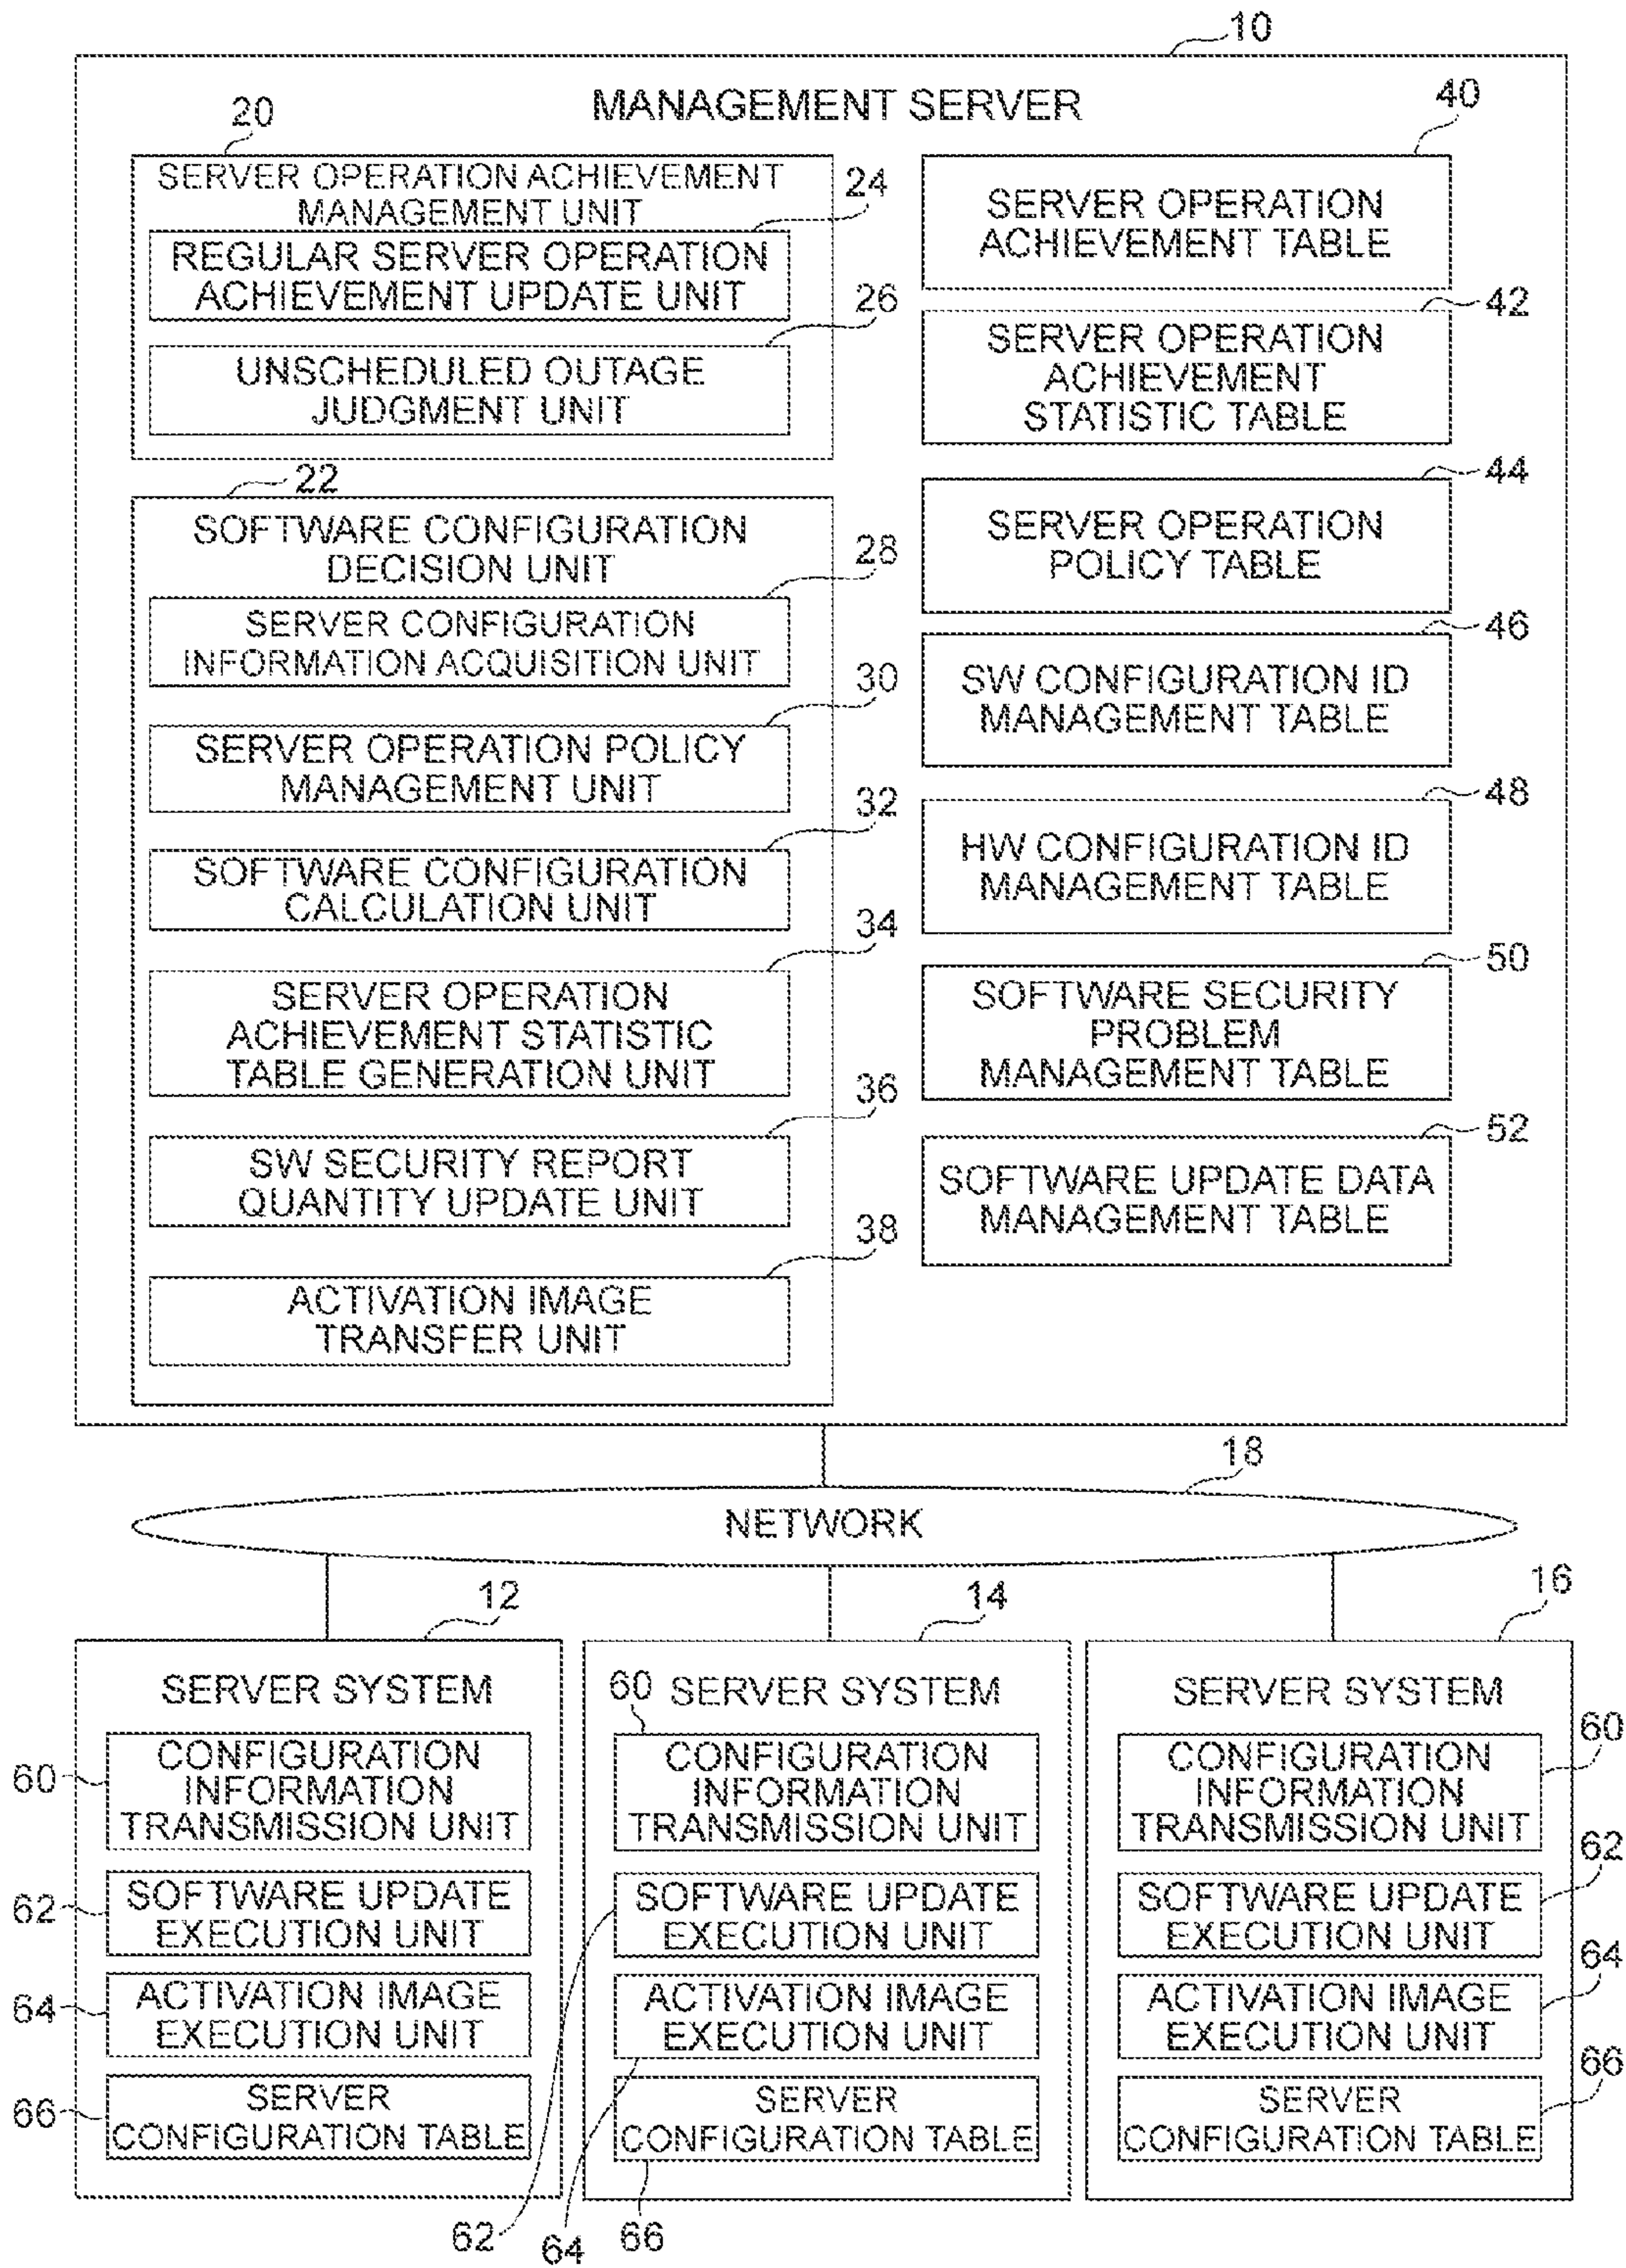 10
MANAGEMENT SERVER
20
SERVER OPERATION ACHIEVEMENT
MANAGEMENT UNIT
24
REGULAR SERVER OPERATION
ACHIEVEMENT UPDATE UNIT
26
UNSCHEDULED OUTAGE
JUDGMENT UNIT
22
SOFTWARE CONFIGURATION
DECISION UNIT
28
SERVER CONFIGURATION
INFORMATION ACQUISITION UNIT
30
SERVER OPERATION POLICY
MANAGEMENT UNIT
32
SOFTWARE CONFIGURATION
CALCULATION UNIT
34
SERVER OPERATION
ACHIEVEMENT STATISTIC
TABLE GENERATION UNIT
36
SW SECURITY REPORT
QUANTITY UPDATE UNIT
38
ACTIVATION IMAGE
TRANSFER UNIT
40
SERVER OPERATION
ACHIEVEMENT TABLE
42
SERVER OPERATION
ACHIEVEMENT
STATISTIC TABLE
44
SERVER OPERATION
POLICY TABLE
46
SW CONFIGURATION ID
MANAGEMENT TABLE
48
HW CONFIGURATION ID
MANAGEMENT TABLE
50
SOFTWARE SECURITY
PROBLEM
MANAGEMENT TABLE
52
SOFTWARE UPDATE DATA
MANAGEMENT TABLE
18
NETWORK
12
SERVER SYSTEM
60
CONFIGURATION
INFORMATION
TRANSMISSION UNIT
62
SOFTWARE UPDATE
EXECUTION UNIT
64
ACTIVATION IMAGE
EXECUTION UNIT
66
SERVER
CONFIGURATION TABLE
14
60
SERVER SYSTEM
CONFIGURATION
INFORMATION
TRANSMISSION UNIT
SOFTWARE UPDATE
EXECUTION UNIT
ACTIVATION IMAGE
EXECUTION UNIT
SERVER
CONFIGURATION TABLE
62
64
66
16
SERVER SYSTEM
60
CONFIGURATION
INFORMATION
TRANSMISSION UNIT
62
SOFTWARE UPDATE
EXECUTION UNIT
64
ACTIVATION IMAGE
EXECUTION UNIT
66
SERVER
CONFIGURATION TABLE